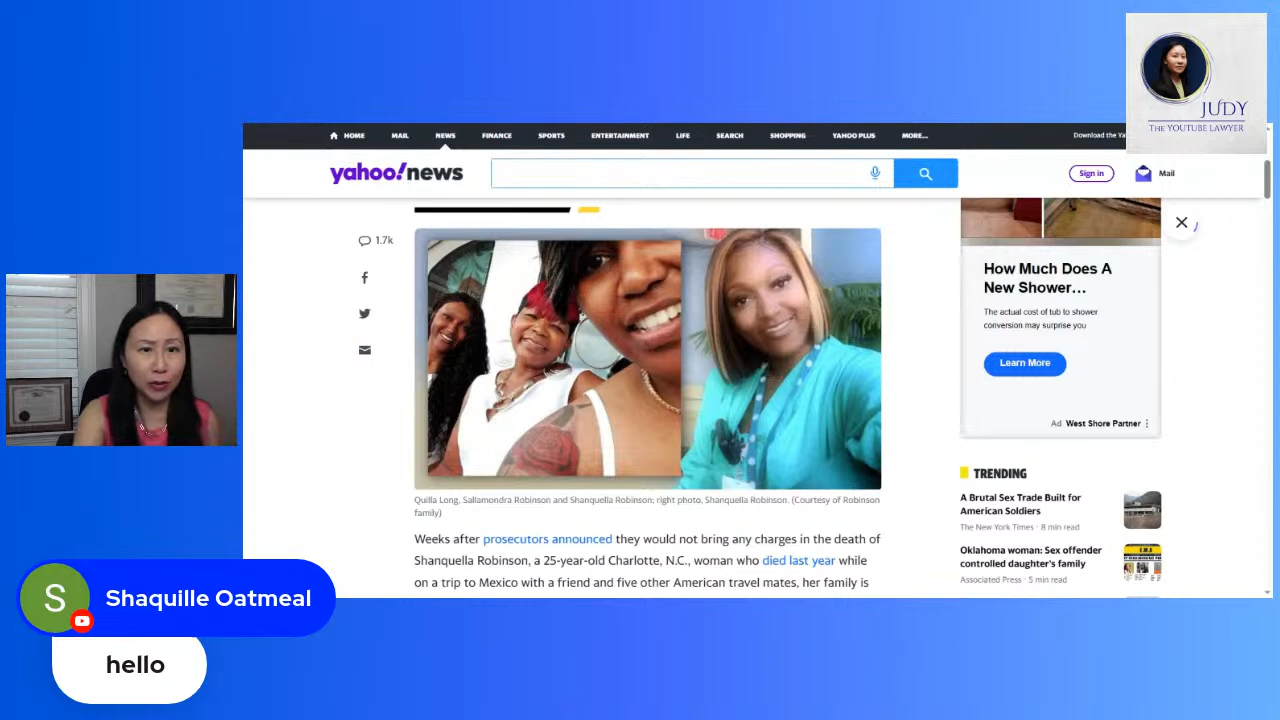 JUDY
THE YOUTUBE LAWYER
HOME MAIL NEWS FINANCE SPORTS ENTERTAINMENT LIFE SEARCH SHOPPING YAHOO PLUS MORE... Download the Ya
yahoo!news
Sign in
Mail
1.7k
How Much Does A
New Shower...
The actual cost of tub to shower
conversion may surprise you
Learn More
Ad West Shore Partner
Quilla Long, Sallamondra Robinson and Shanquella Robinson; right photo, Shanquella Robinson. (Courtesy of Robinson
family)
Weeks after prosecutors announced they would not bring any charges in the death of
Shanquella Robinson, a 25-year-old Charlotte, N.C., woman who died last year while
on a trip to Mexico with a friend and five other American travel mates, her family is
TRENDING
A Brutal Sex Trade Built for
American Soldiers
The New York Times · 8 min read
Oklahoma woman: Sex offender
controlled daughter's family
Associated Press · 5 min read
S
Shaquille Oatmeal
hello